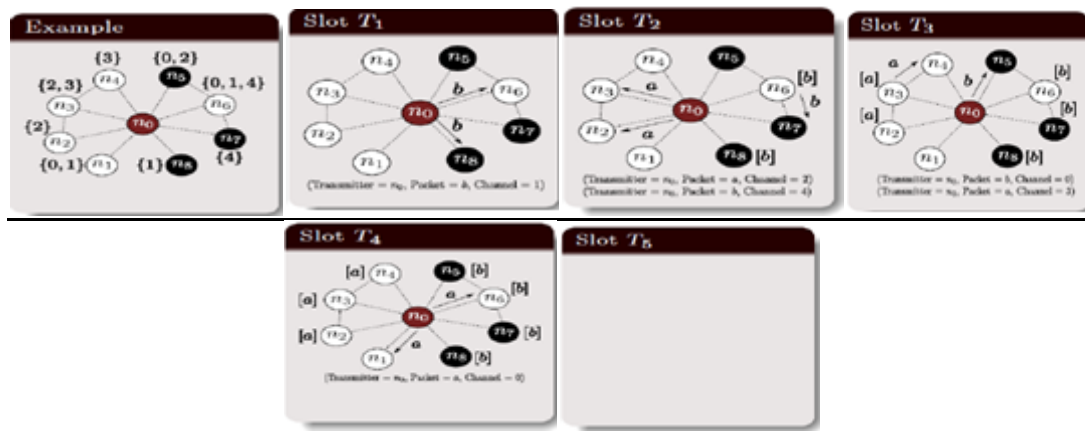 Example
{3}
{0, 2}
n4
n5
{2, 3}
{0, 1, 4}
n3
n6
n0
{2}
n2
n7
{4}
{0, 1}
n1
{1}
n8
Slot T1
n4
n5
n3
b
n6
n0
n2
b
n7
n1
n8
(Transmitter = n0, Packet = b, Channel = 1)
Slot T2
n4
n5
n3
a
n6
[b]
b
n0
n2
a
n7
n1
n8
[b]
(Transmitter = n0, Packet = a, Channel = 2)
(Transmitter = n0, Packet = b, Channel = 4)
Slot T3
a
n4
n5
[a]
n3
b
n6
[b]
[a]
n0
[b]
n2
n7
n1
n8
[b]
(Transmitter = n0, Packet = b, Channel = 0)
(Transmitter = n0, Packet = a, Channel = 3)
Slot T4
[a]
n4
n5
[b]
[a]
n3
a
n6
[b]
n0
[a]
n2
n7
[b]
a
n1
n8
[b]
(Transmitter = n0, Packet = a, Channel = 0)
Slot T5